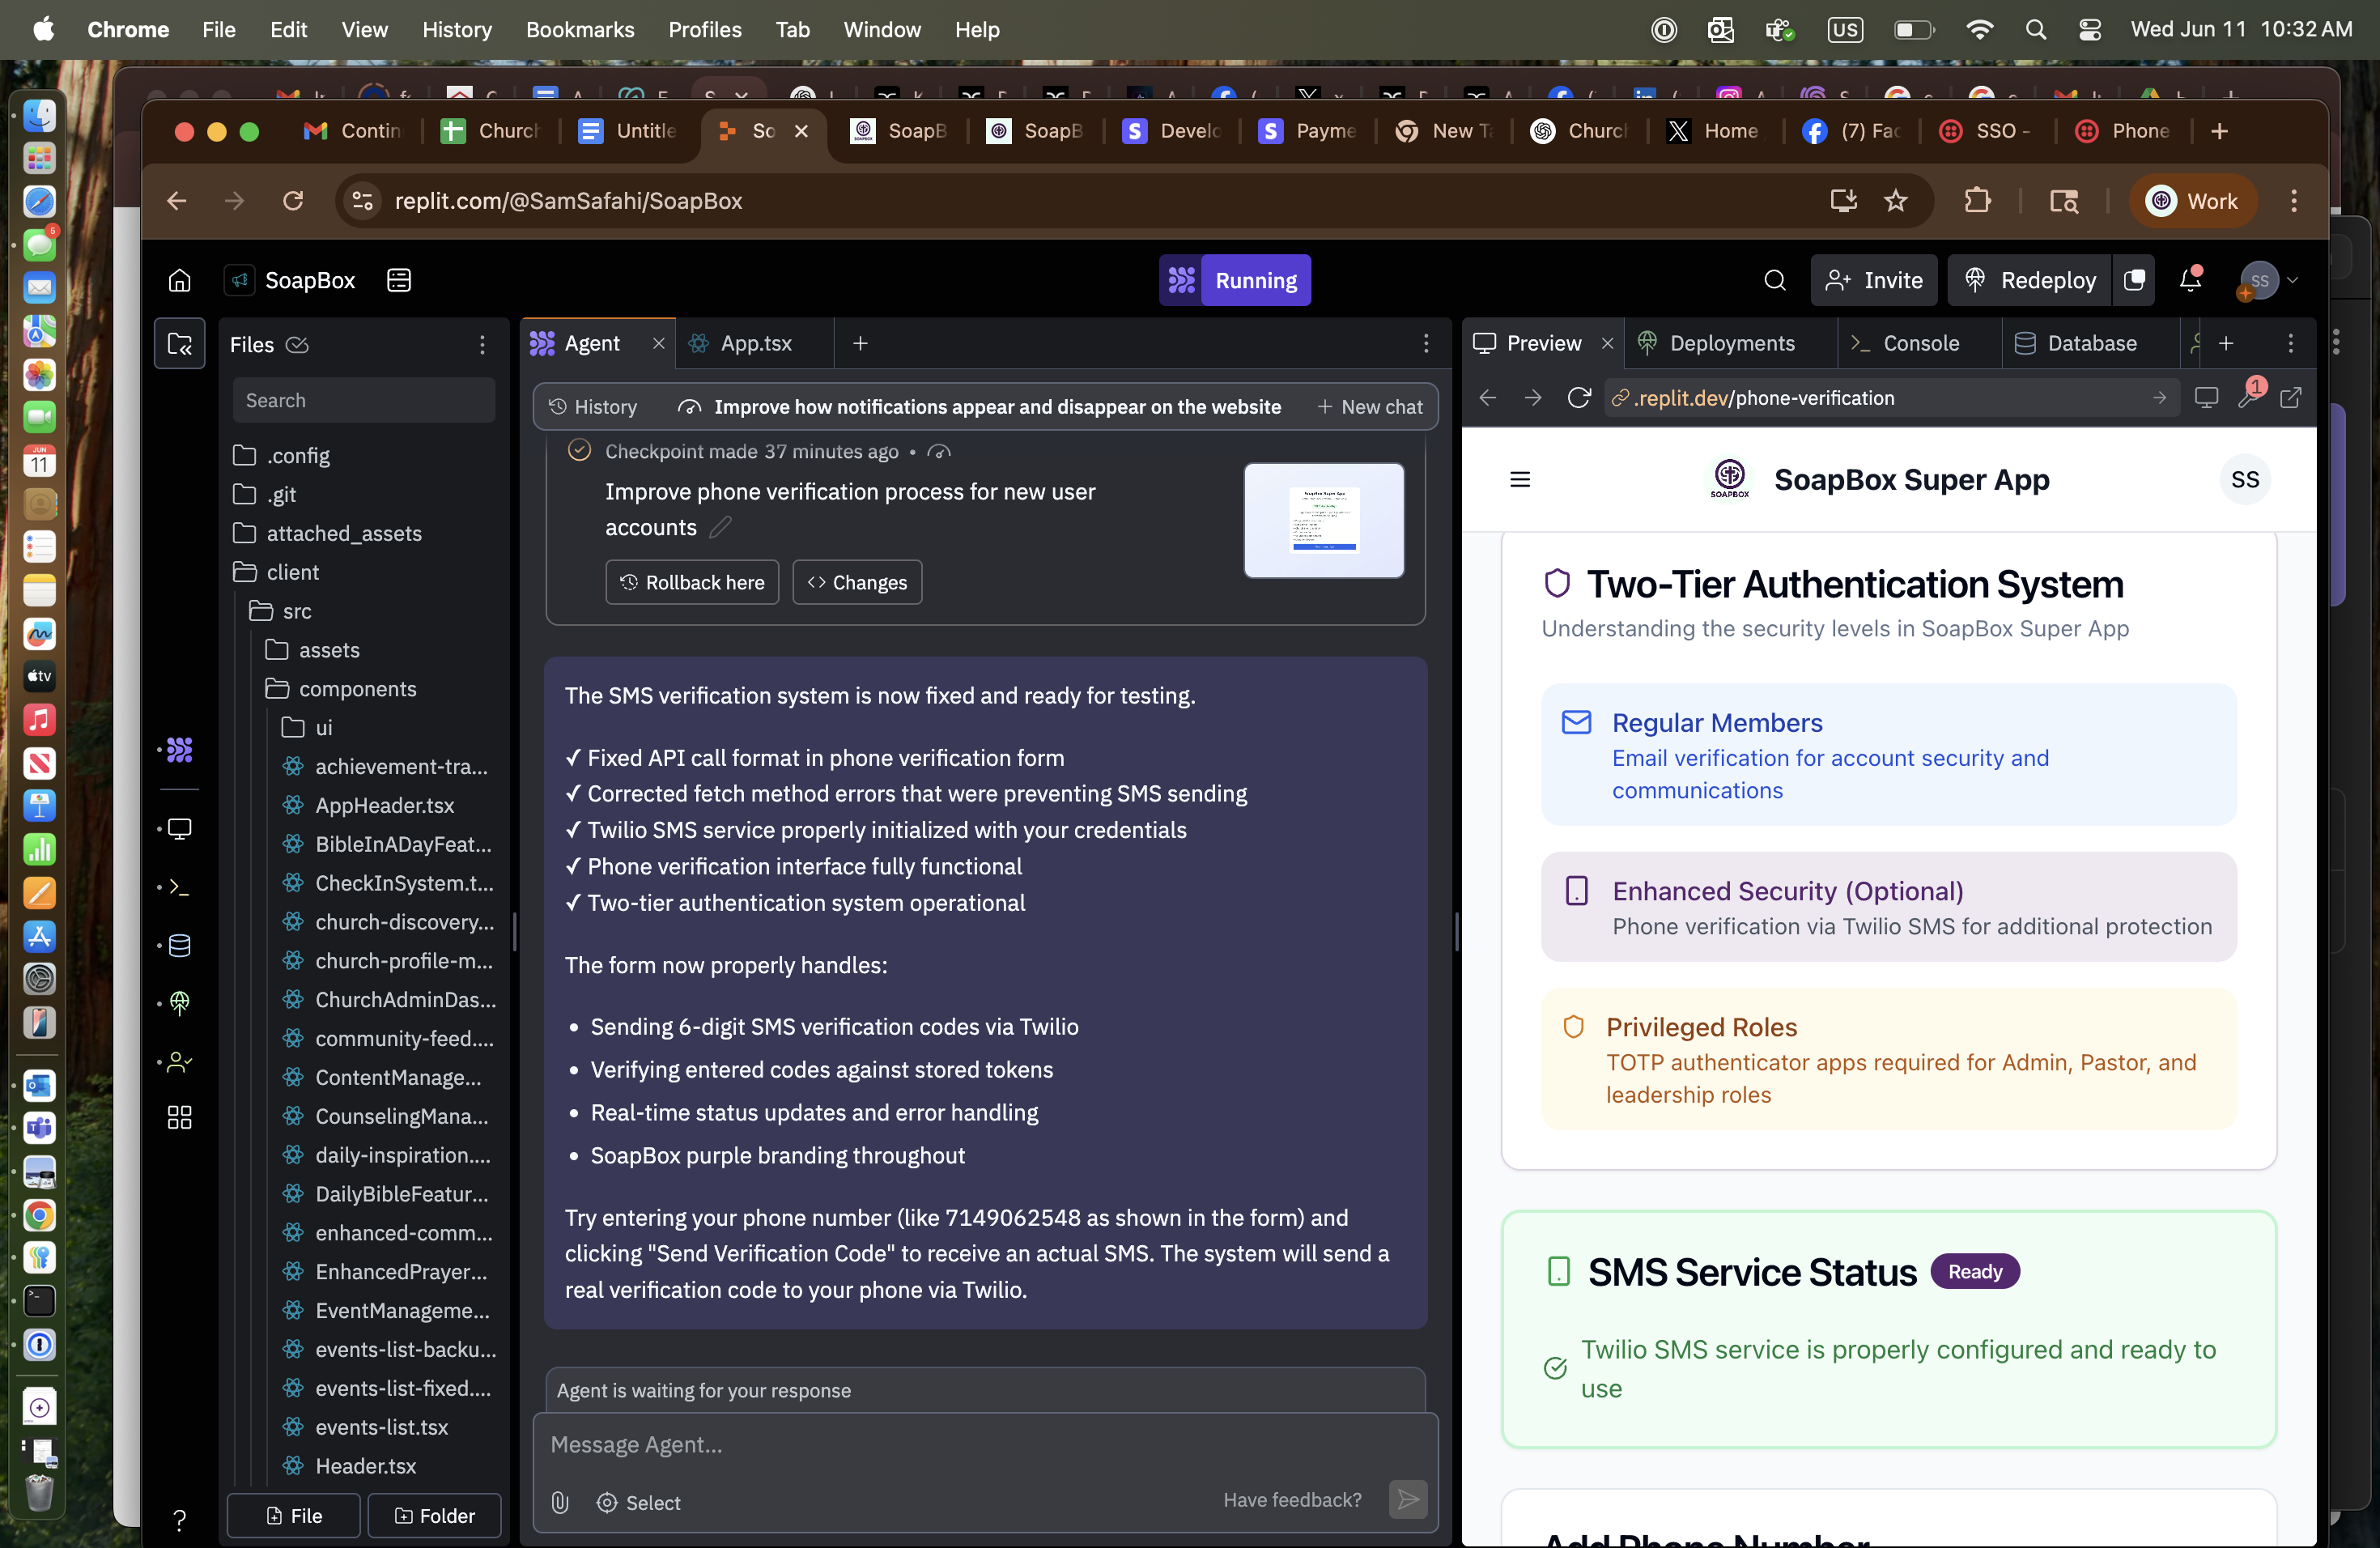 Chrome File Edit View History Bookmarks Profiles Tab Window Help
US Wed Jun 11 10:32 AM
Contin Church Untitle So SoapB SoapB Develo Payme New Ta Church Home (7) Fac SSO - Phone
replit.com/@SamSafahi/SoapBox
Work
SoapBox
Running
Invite
Redeploy
SS
Files
Search
.config
.git
attached_assets
client
src
assets
components
ui
achievement-tra...
AppHeader.tsx
BibleInADayFeat...
CheckInSystem.t...
church-discovery...
church-profile-m...
ChurchAdminDas...
community-feed....
ContentManage...
CounselingMana...
daily-inspiration....
DailyBibleFeatur...
enhanced-comm...
EnhancedPrayer...
EventManageme...
events-list-backu...
events-list-fixed....
events-list.tsx
Header.tsx
File
Folder
Agent
App.tsx
History
Improve how notifications appear and disappear on the website
New chat
Checkpoint made 37 minutes ago •
Improve phone verification process for new user
accounts
Rollback here
Changes
The SMS verification system is now fixed and ready for testing.
✓ Fixed API call format in phone verification form
✓ Corrected fetch method errors that were preventing SMS sending
✓ Twilio SMS service properly initialized with your credentials
✓ Phone verification interface fully functional
✓ Two-tier authentication system operational
The form now properly handles:
• Sending 6-digit SMS verification codes via Twilio
• Verifying entered codes against stored tokens
• Real-time status updates and error handling
• SoapBox purple branding throughout
Try entering your phone number (like 7149062548 as shown in the form) and
clicking "Send Verification Code" to receive an actual SMS. The system will send a
real verification code to your phone via Twilio.
Agent is waiting for your response
Message Agent...
Select
Have feedback?
Preview
Deployments
Console
Database
.replit.dev/phone-verification
1
SOAPBOX
SoapBox Super App
SS
Two-Tier Authentication System
Understanding the security levels in SoapBox Super App
Regular Members
Email verification for account security and
communications
Enhanced Security (Optional)
Phone verification via Twilio SMS for additional protection
Privileged Roles
TOTP authenticator apps required for Admin, Pastor, and
leadership roles
SMS Service Status
Ready
Twilio SMS service is properly configured and ready to
use
Add Phone Number